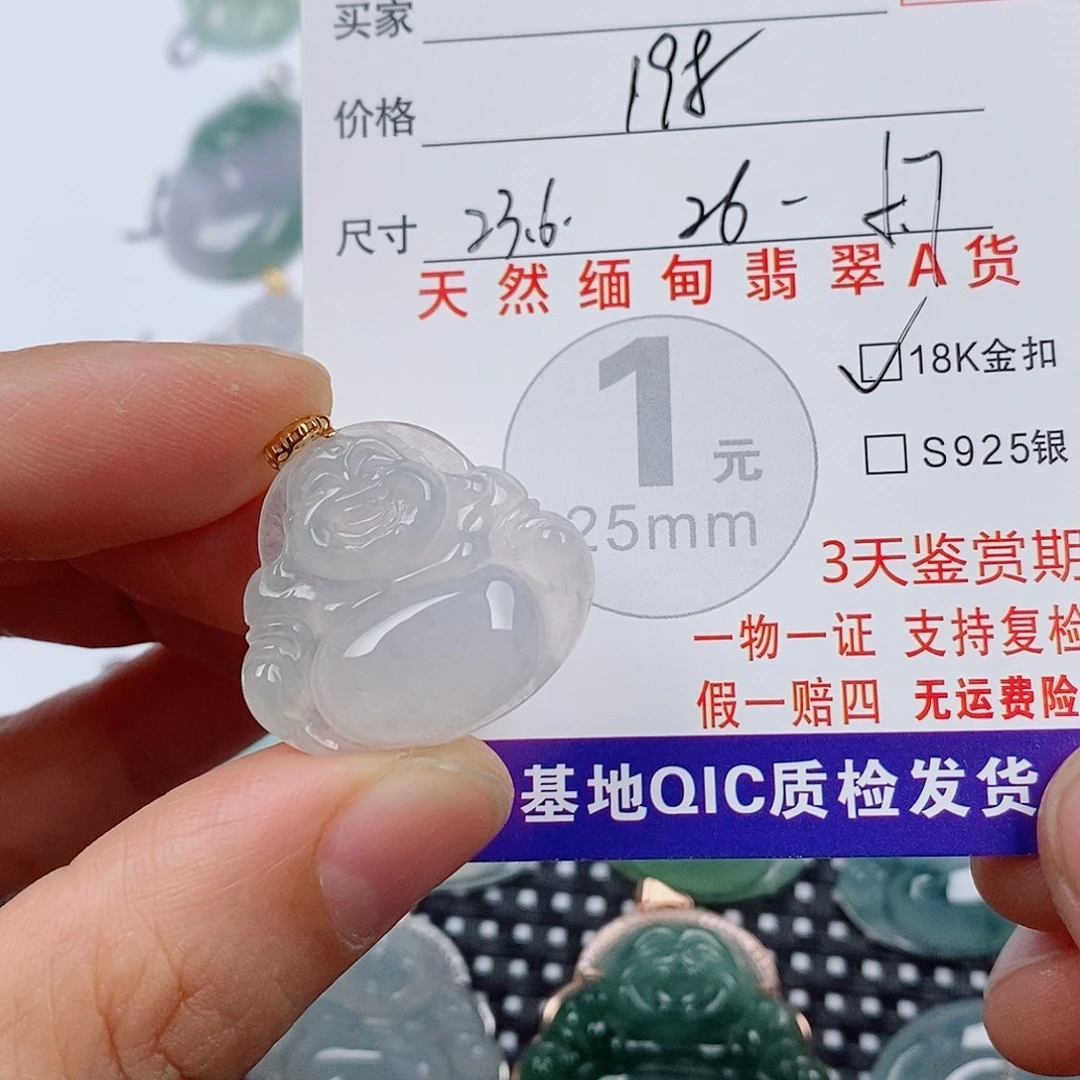 买家
价格 198
尺寸 23.6. 26-
天然缅甸翡翠A货
1元
25mm
18K金扣
S925银
3天鉴赏期
一物一证 支持复检
假一赔四 无运费险
基地QIC质检发货